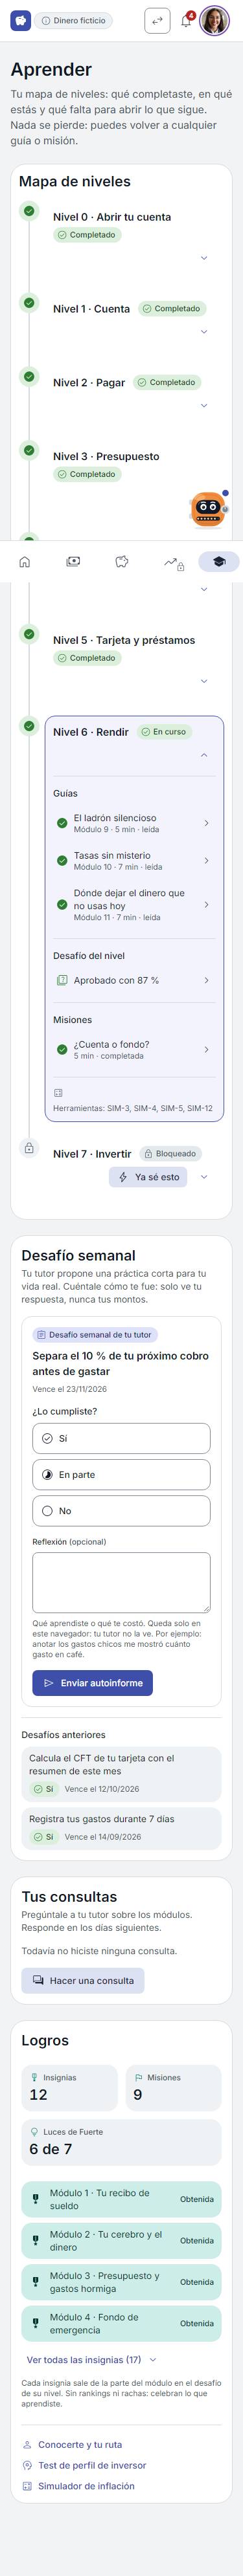 Dinero ficticio
4
Aprender
Tu mapa de niveles: qué completaste, en qué
estás y qué falta para abrir lo que sigue.
Nada se pierde: puedes volver a cualquier
guía o misión.
Mapa de niveles
Nivel 0 · Abrir tu cuenta
Completado
Nivel 1 · Cuenta
Completado
Nivel 2 · Pagar
Completado
Nivel 3 · Presupuesto
Completado
Nivel 5 · Tarjeta y préstamos
Completado
Nivel 6 · Rendir
En curso
Guías
El ladrón silencioso
Módulo 9 · 5 min · leída
Tasas sin misterio
Módulo 10 · 7 min · leída
Dónde dejar el dinero que
no usas hoy
Módulo 11 · 7 min · leída
Desafío del nivel
Aprobado con 87 %
Misiones
¿Cuenta o fondo?
5 min · completada
Herramientas: SIM-3, SIM-4, SIM-5, SIM-12
Nivel 7 · Invertir
Bloqueado
Ya sé esto
Desafío semanal
Tu tutor propone una práctica corta para tu
vida real. Cuéntale cómo te fue: solo ve tu
respuesta, nunca tus montos.
Desafío semanal de tu tutor
Separa el 10 % de tu próximo cobro
antes de gastar
Vence el 23/11/2026
¿Lo cumpliste?
Sí
En parte
No
Reflexión (opcional)
Qué aprendiste o qué te costó. Queda solo en
este navegador: tu tutor no la ve. Por ejemplo:
anotar los gastos chicos me mostró cuánto
gasto en café.
Enviar autoinforme
Desafíos anteriores
Calcula el CFT de tu tarjeta con el
resumen de este mes
Sí
Vence el 12/10/2026
Registra tus gastos durante 7 días
Sí
Vence el 14/09/2026
Tus consultas
Pregúntale a tu tutor sobre los módulos.
Responde en los días siguientes.
Todavía no hiciste ninguna consulta.
Hacer una consulta
Logros
Insignias
12
Misiones
9
Luces de Fuerte
6 de 7
Módulo 1 · Tu recibo de
sueldo
Obtenida
Módulo 2 · Tu cerebro y el
dinero
Obtenida
Módulo 3 · Presupuesto y
gastos hormiga
Obtenida
Módulo 4 · Fondo de
emergencia
Obtenida
Ver todas las insignias (17)
Cada insignia sale de la parte del módulo en el desafío
de su nivel. Sin rankings ni rachas: celebran lo que
aprendiste.
Conocerte y tu ruta
Test de perfil de inversor
Simulador de inflación